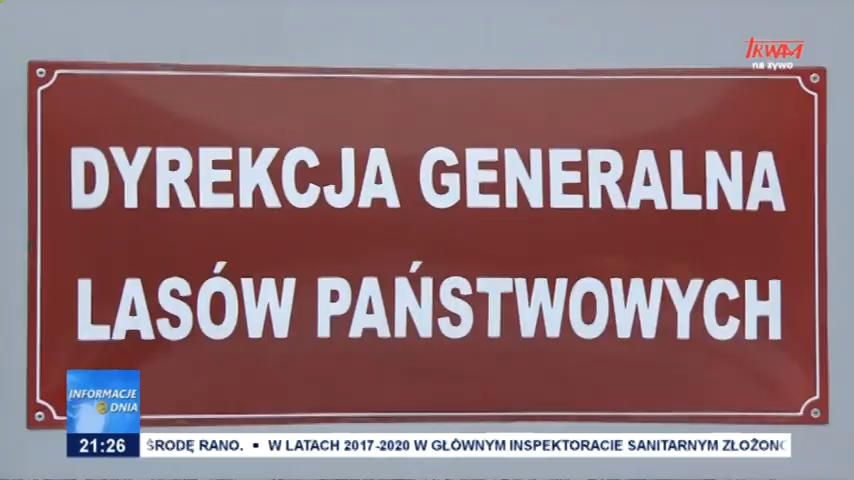 TRWAM
na żywo
DYREKCJA GENERALNA
LASÓW PAŃSTWOWYCH
INFORMACJE
DNIA
21:26
ŚRODĘ RANO. ▪ W LATACH 2017-2020 W GŁÓWNYM INSPEKTORACIE SANITARNYM ZŁOŻONO